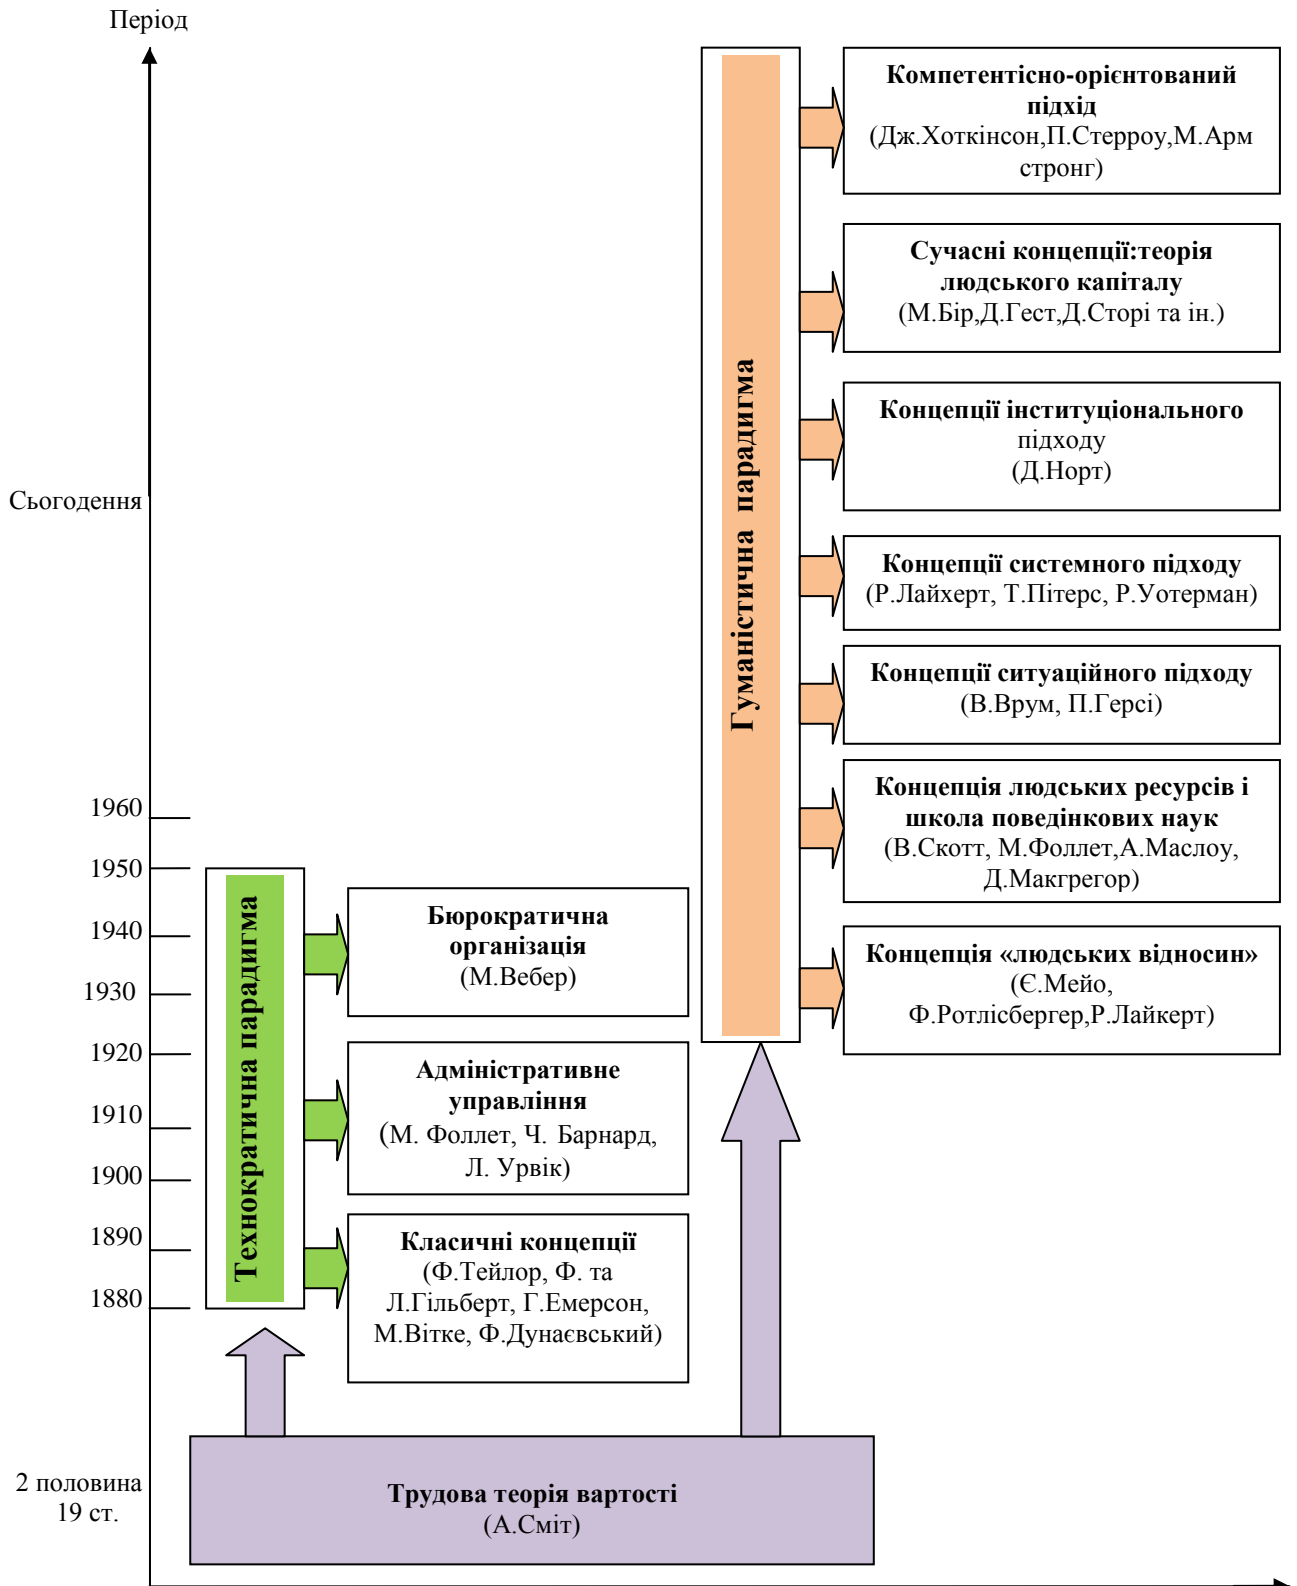 Період
Компетентісно-орієнтований
підхід
(Дж.Хоткінсон,П.Стерроу,М.Арм
стронг)
Сучасні концепції:теорія
людського капіталу
(М.Бір,Д.Гест,Д.Сторі та ін.)
Концепції інституціонального
підходу
(Д.Норт)
Сьогодення
Гуманістична парадигма
Концепції системного підходу
(Р.Лайхерт, Т.Пітерс, Р.Уотерман)
Концепції ситуаційного підходу
(В.Врум, П.Герсі)
Концепція людських ресурсів і
школа поведінкових наук
(В.Скотт, М.Фоллет,А.Маслоу,
Д.Макгрегор)
Концепція «людських відносин»
(Є.Мейо,
Ф.Ротлісбергер,Р.Лайкерт)
1960
1950
1940
1930
1920
1910
1900
1890
1880
Технократична парадигма
Бюрократична
організація
(М.Вебер)
Адміністративне
управління
(М. Фоллет, Ч. Барнард,
Л. Урвік)
Класичні концепції
(Ф.Тейлор, Ф. та
Л.Гільберт, Г.Емерсон,
М.Вітке, Ф.Дунаєвський)
2 половина
19 ст.
Трудова теорія вартості
(А.Сміт)